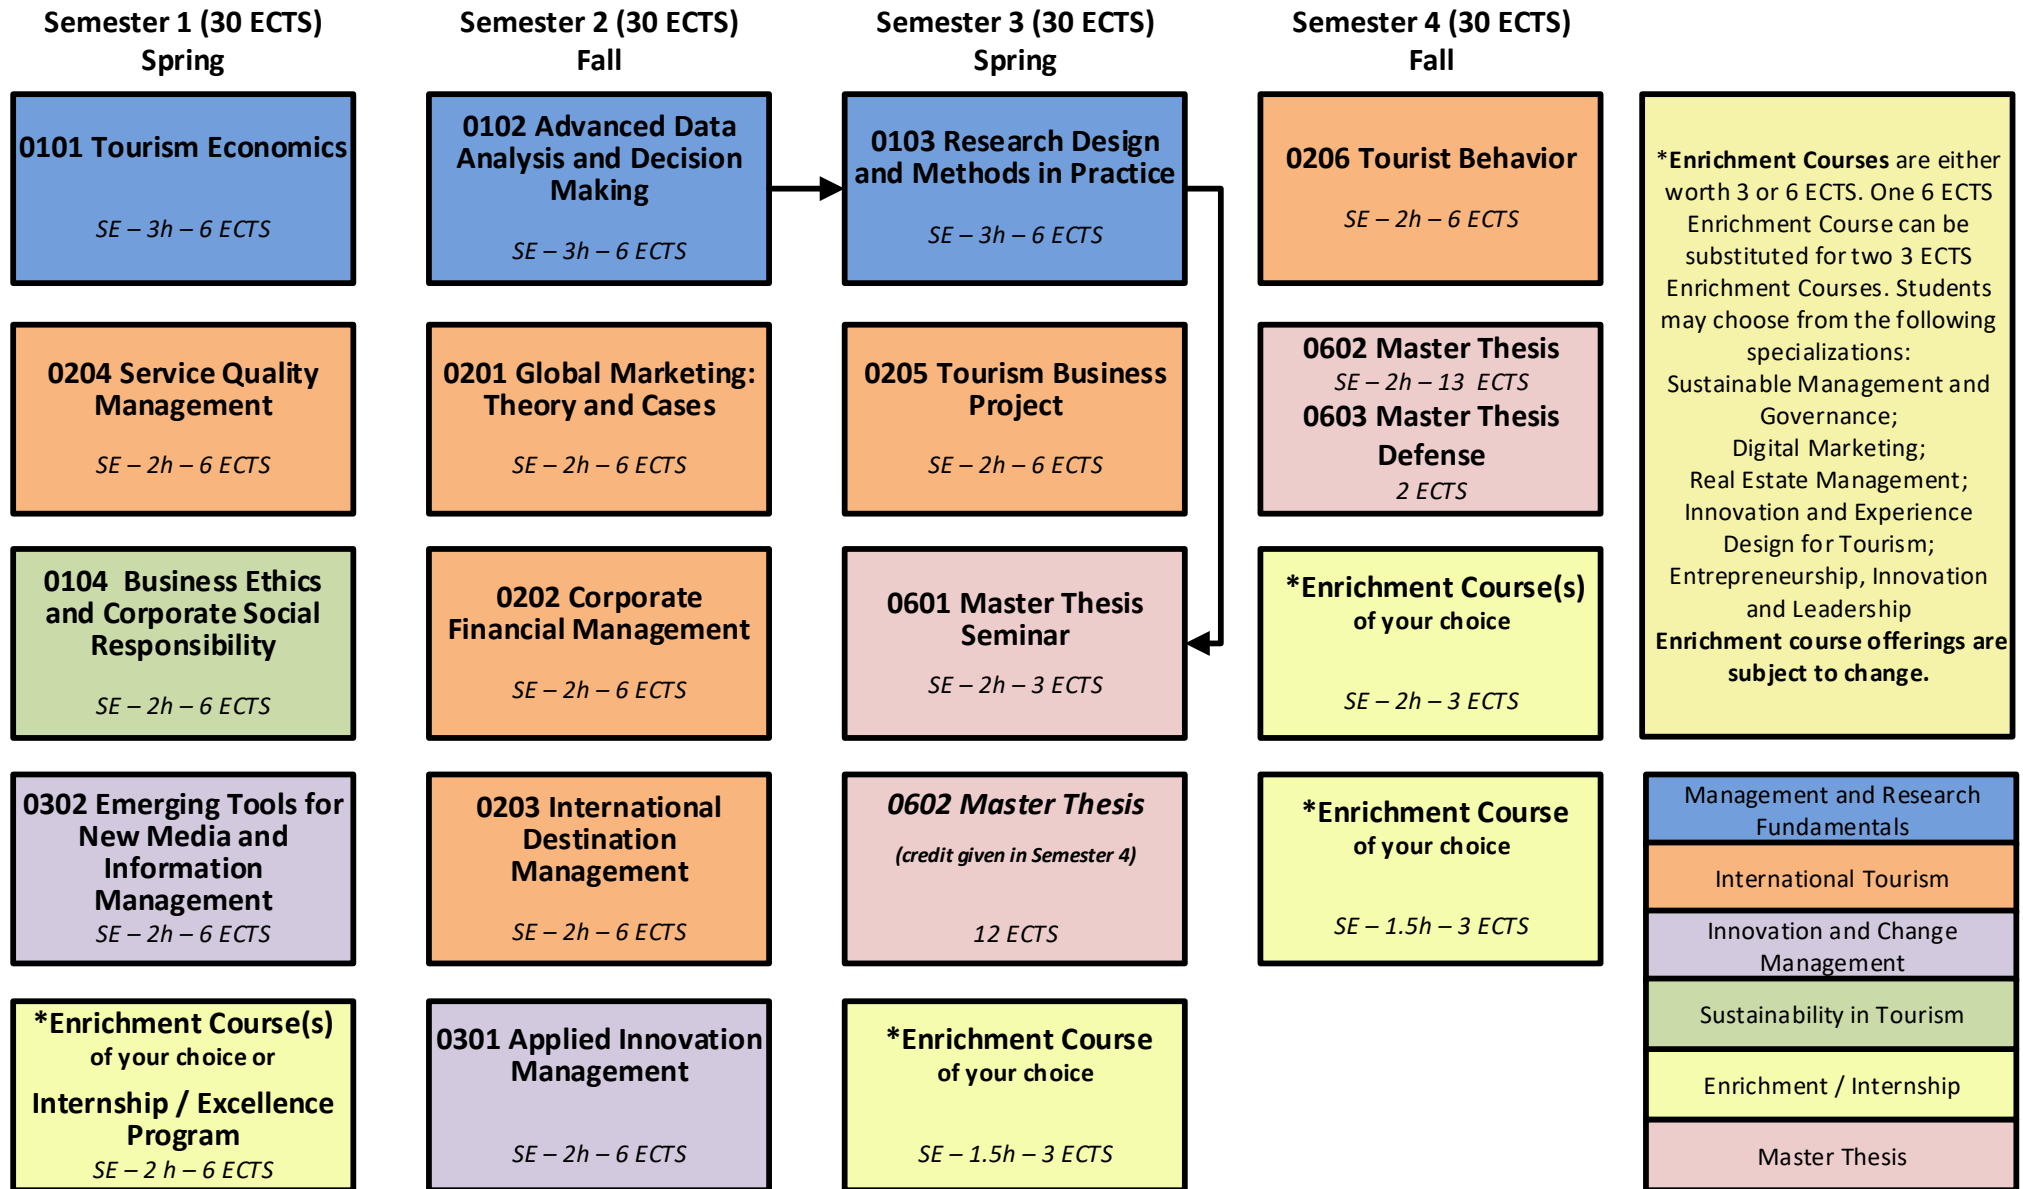 Semester 1 (30 ECTS)
Spring
0101 Tourism Economics
SE – 3h – 6 ECTS
0204 Service Quality
Management
SE – 2h – 6 ECTS
0104 Business Ethics
and Corporate Social
Responsibility
SE – 2h – 6 ECTS
0302 Emerging Tools for
New Media and
Information
Management
SE – 2h – 6 ECTS
*Enrichment Course(s)
of your choice or
Internship / Excellence
Program
SE – 2 h – 6 ECTS
Semester 2 (30 ECTS)
Fall
0102 Advanced Data
Analysis and Decision
Making
SE – 3h – 6 ECTS
0201 Global Marketing:
Theory and Cases
SE – 2h – 6 ECTS
0202 Corporate
Financial Management
SE – 2h – 6 ECTS
0203 International
Destination
Management
SE – 2h – 6 ECTS
0301 Applied Innovation
Management
SE – 2h – 6 ECTS
Semester 3 (30 ECTS)
Spring
0103 Research Design
and Methods in Practice
SE – 3h – 6 ECTS
0205 Tourism Business
Project
SE – 2h – 6 ECTS
0601 Master Thesis
Seminar
SE – 2h – 3 ECTS
0602 Master Thesis
(credit given in Semester 4)
12 ECTS
*Enrichment Course
of your choice
SE – 1.5h – 3 ECTS
Semester 4 (30 ECTS)
Fall
0206 Tourist Behavior
SE – 2h – 6 ECTS
0602 Master Thesis
SE – 2h – 13 ECTS
0603 Master Thesis
Defense
2 ECTS
*Enrichment Course(s)
of your choice
SE – 2h – 3 ECTS
*Enrichment Course
of your choice
SE – 1.5h – 3 ECTS
*Enrichment Courses are either
worth 3 or 6 ECTS. One 6 ECTS
Enrichment Course can be
substituted for two 3 ECTS
Enrichment Courses. Students
may choose from the following
specializations:
Sustainable Management and
Governance;
Digital Marketing;
Real Estate Management;
Innovation and Experience
Design for Tourism;
Entrepreneurship, Innovation
and Leadership
Enrichment course offerings are
subject to change.
Management and Research
Fundamentals
International Tourism
Innovation and Change
Management
Sustainability in Tourism
Enrichment / Internship
Master Thesis